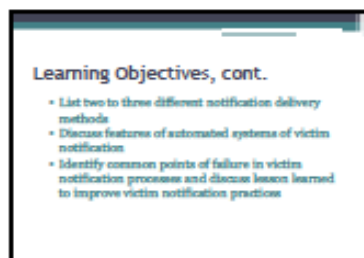 Learning Objectives, cont.
▪ List two to three different notification delivery
methods
▪ Discuss features of automated systems of victim
notification
▪ Identify common points of failure in victim
notification processes and discuss lesson learned
to improve victim notification practices